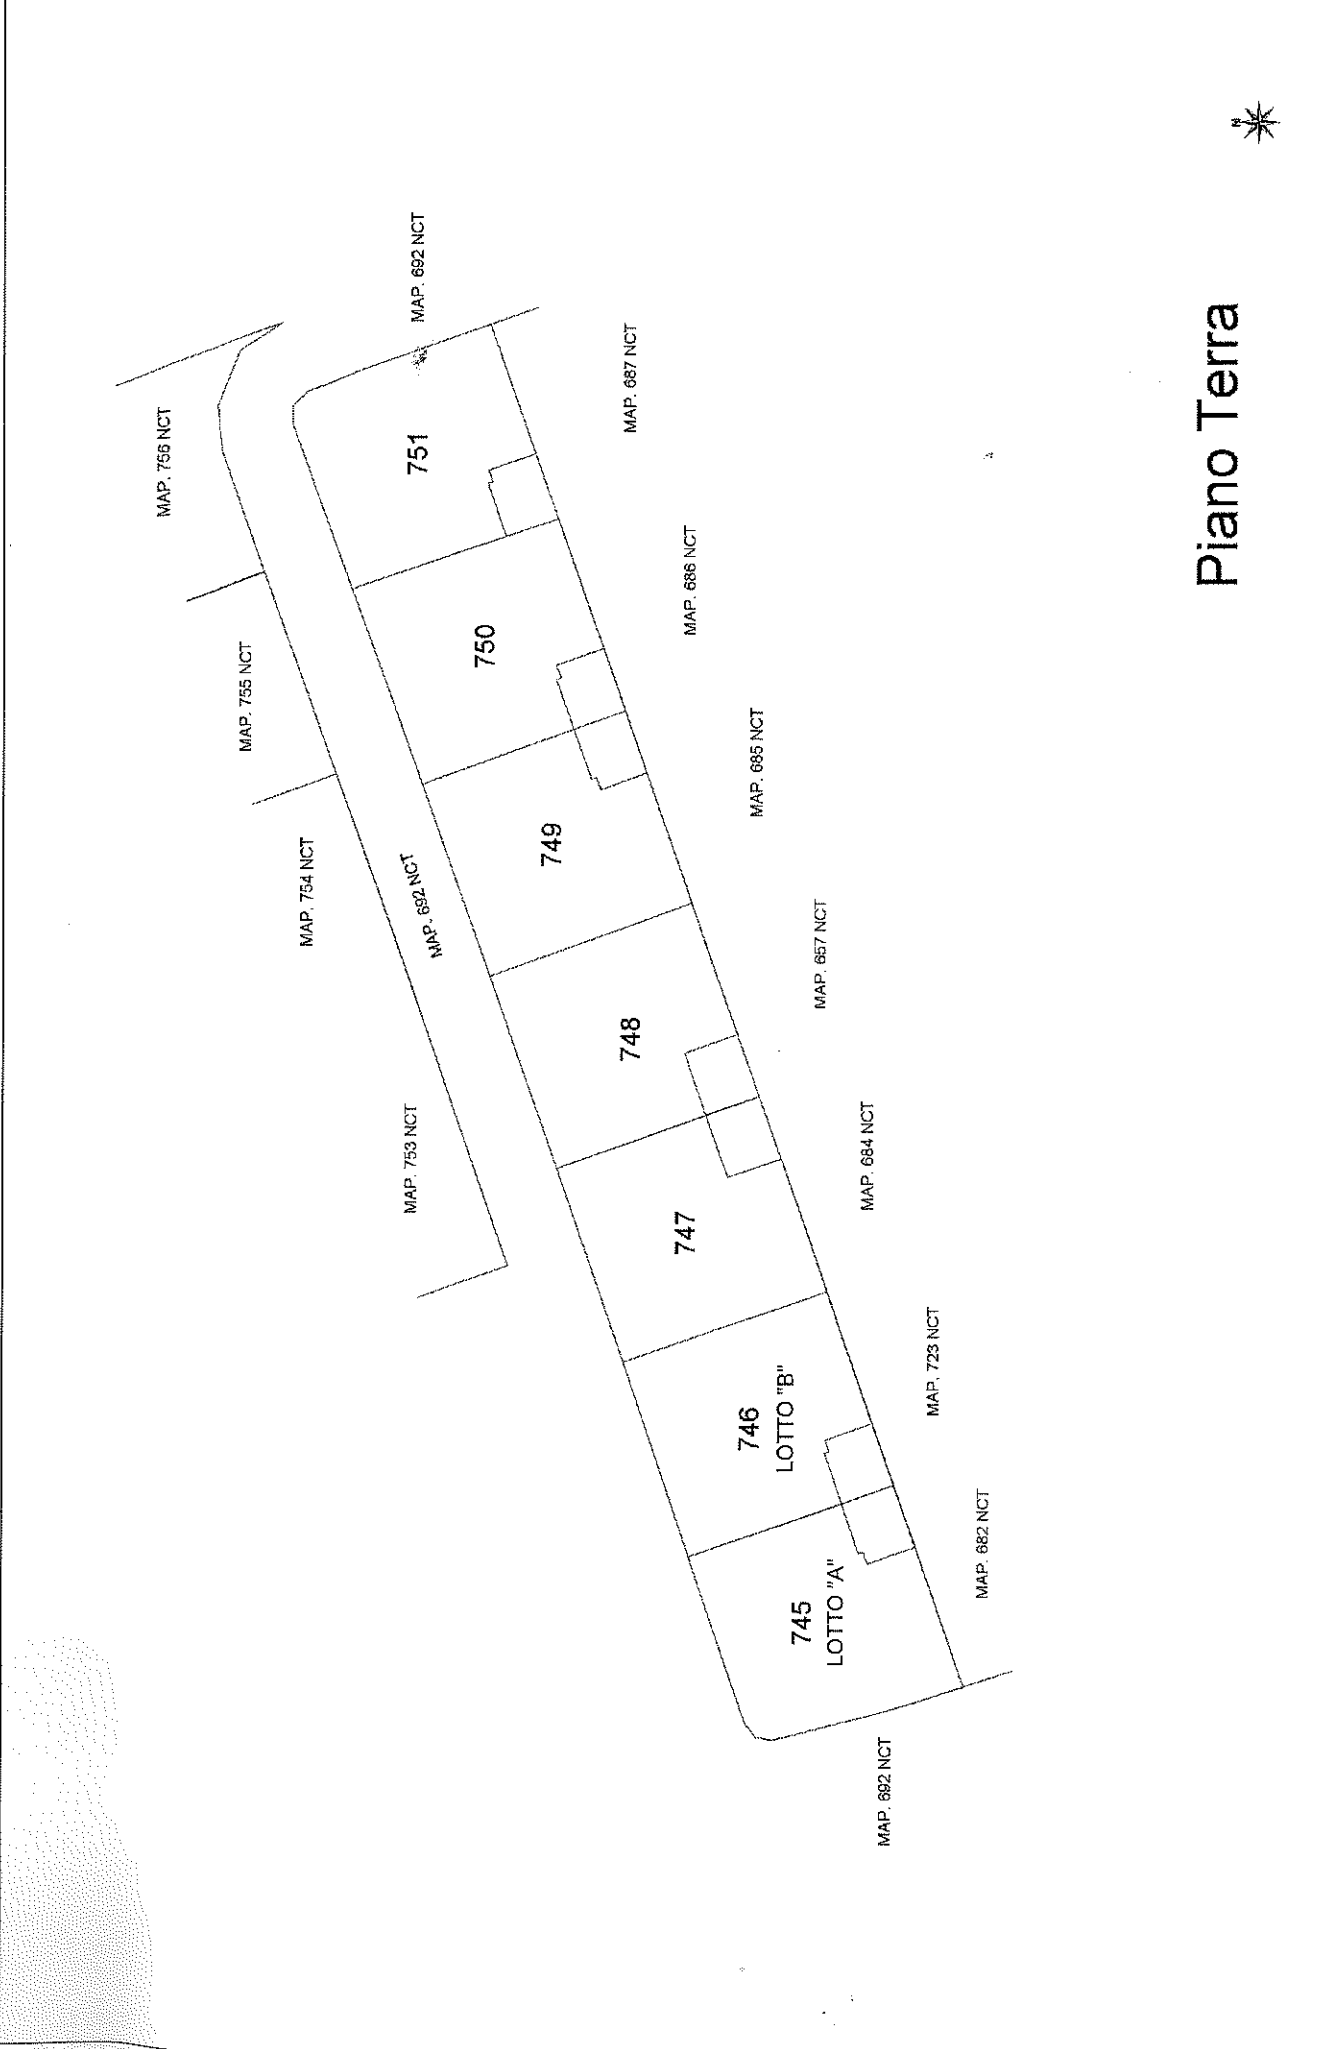 MAP. 756 NCT
MAP. 755 NCT
MAP. 754 NCT
MAP. 753 NCT
MAP. 692 NCT
MAP. 692 NCT
751
750
749
748
747
746
LOTTO "B"
745
LOTTO "A"
MAP. 692 NCT
MAP. 687 NCT
MAP. 686 NCT
MAP. 685 NCT
MAP. 657 NCT
MAP. 684 NCT
MAP. 723 NCT
MAP. 682 NCT
Piano Terra
N